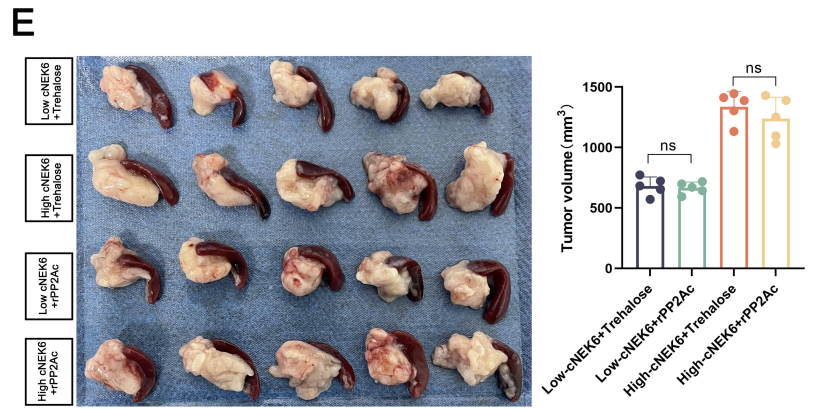 E
Low cNEK6
+Trehalose
High cNEK6
+Trehalose
Low cNEK6
+rPP2Ac
High cNEK6
+rPP2Ac
Tumor volume(mm³)
1500
1000
500
0
ns
ns
Low-cNEK6+Trehalose
Low-cNEK6+rPP2Ac
High-cNEK6+Trehalose
High-cNEK6+rPP2Ac